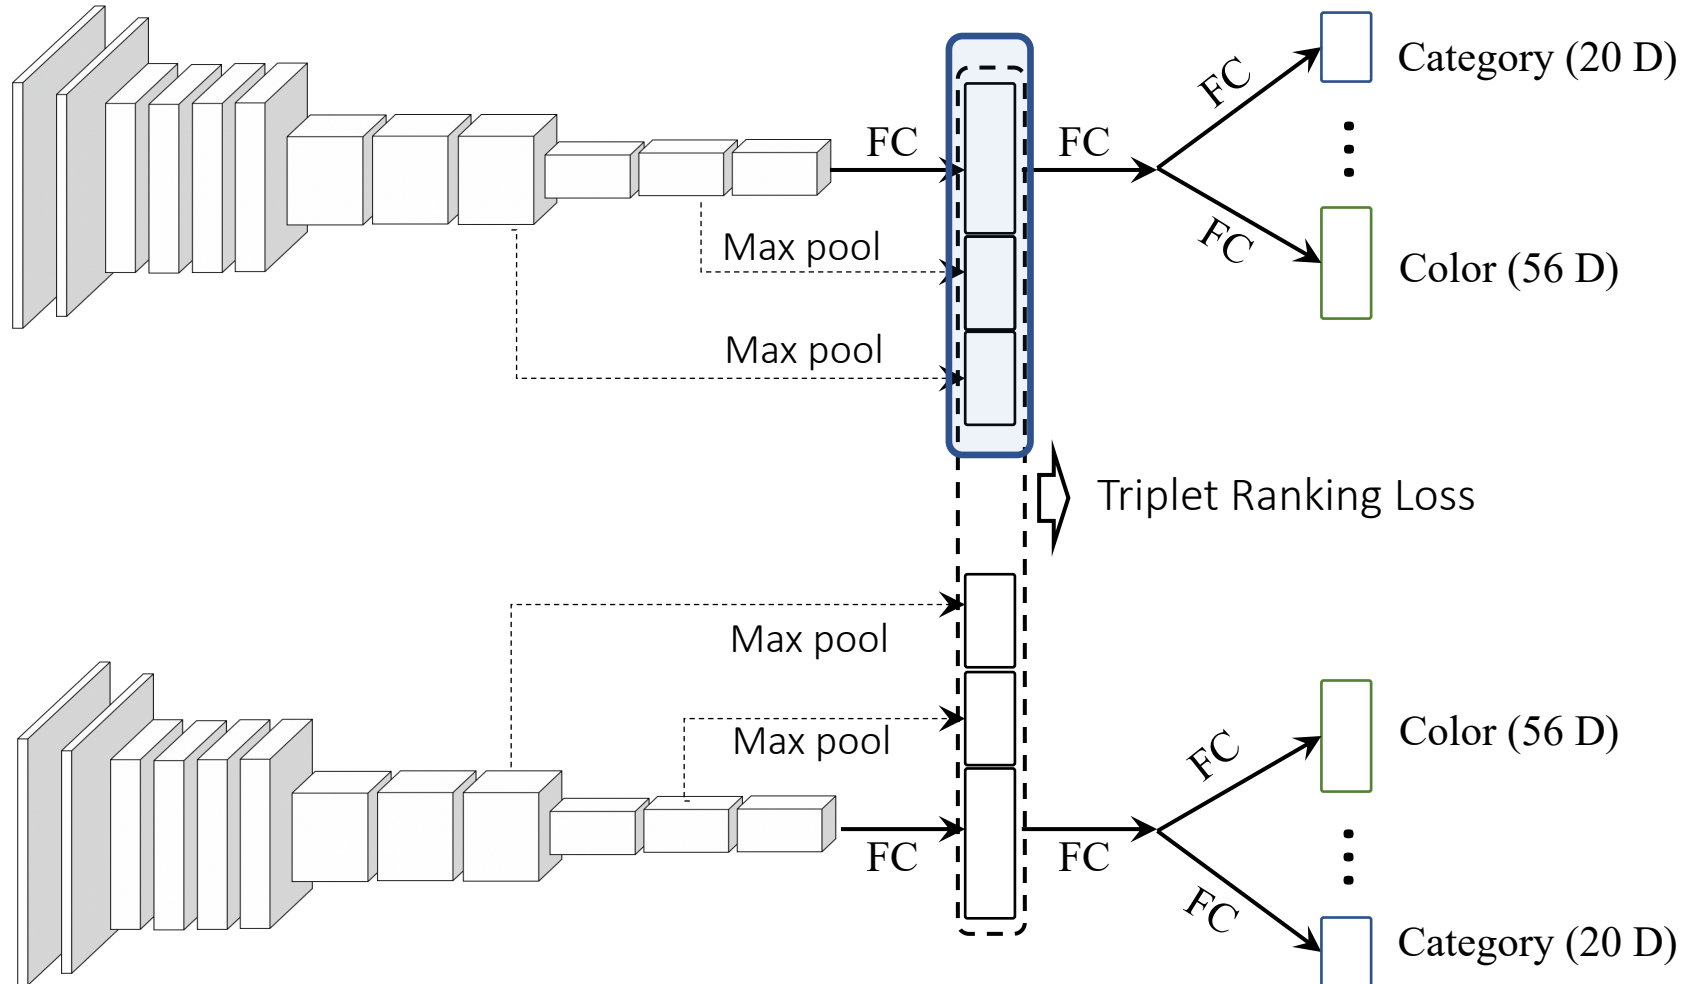 FC
Category (20 D)
FC
FC
Max pool
FC
Color (56 D)
Max pool
Triplet Ranking Loss
Max pool
Max pool
FC
Color (56 D)
FC
FC
FC
Category (20 D)